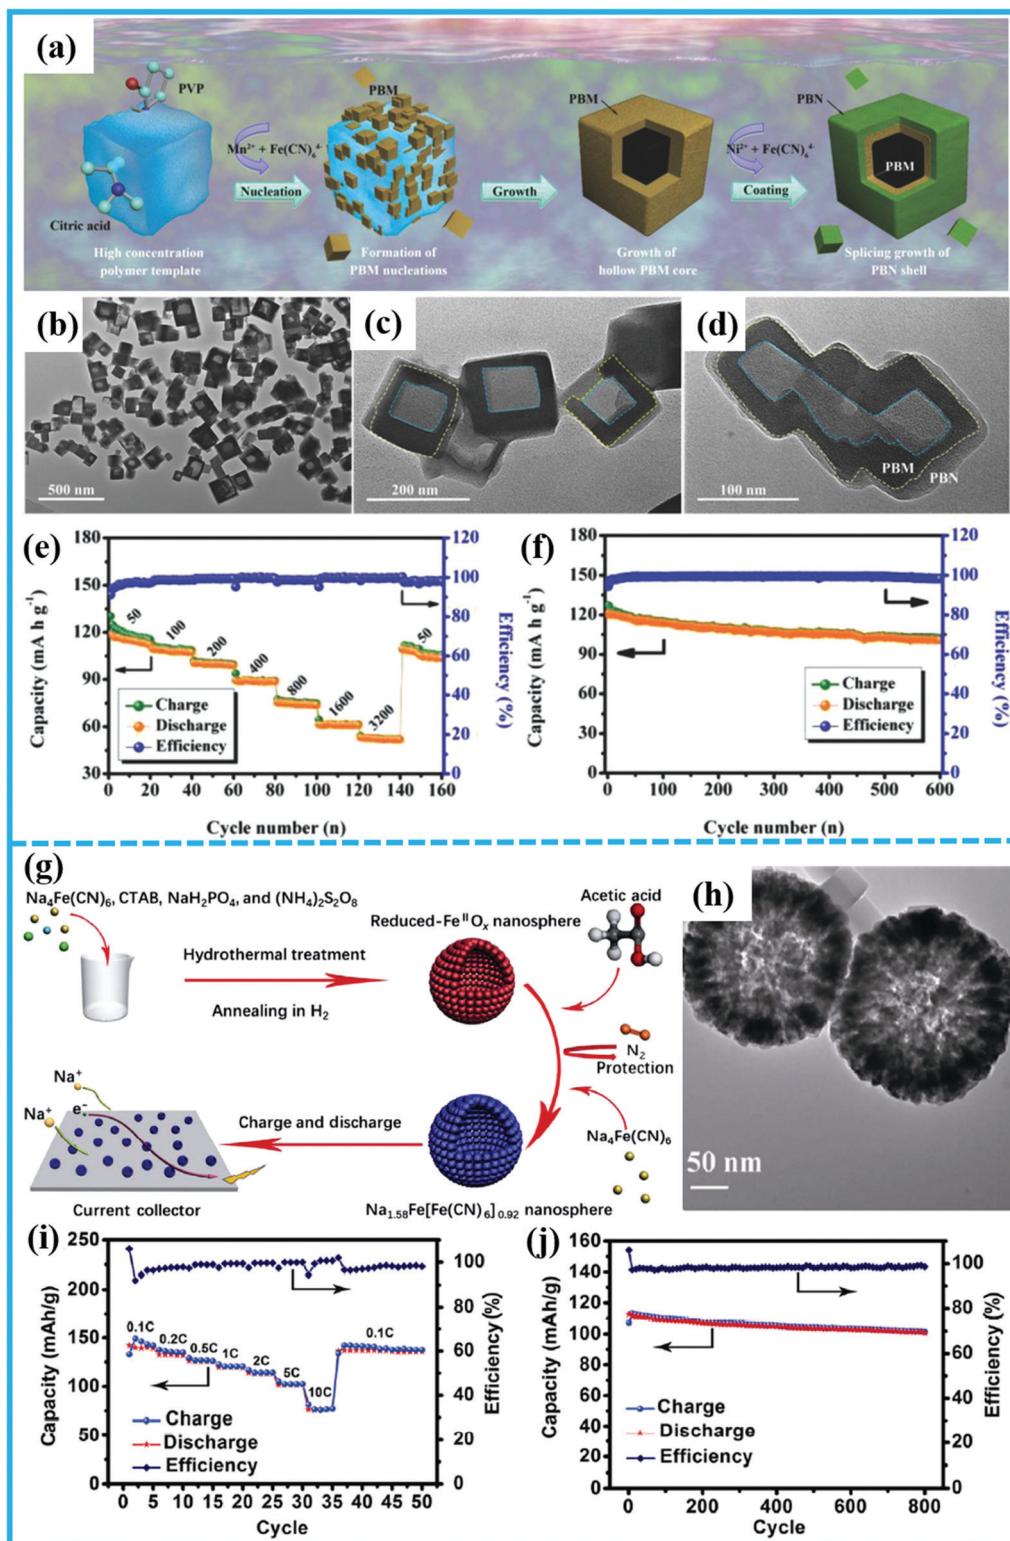 (a)
PVP
PBM
PBM
PBN
Mn²⁺ + Fe(CN)₆⁴⁻
Ni²⁺ + Fe(CN)₆⁴⁻
PBM
Nucleation
Growth
Coating
Citric acid
High concentration
polymer template
Formation of
PBM nucleations
Growth of
hollow PBM core
Splicing growth of
PBN shell
(b)
500 nm
(c)
200 nm
(d)
PBM
PBN
100 nm
(e)
180
150
120
90
60
30
Capacity (mA h g⁻¹)
50
100
200
400
800
1600
3200
50
Charge
Discharge
Efficiency
120
100
80
60
40
20
0
Efficiency (%)
0 20 40 60 80 100 120 140 160
Cycle number (n)
(f)
180
150
120
90
60
30
0
Capacity (mA h g⁻¹)
Charge
Discharge
Efficiency
120
100
80
60
40
20
0
Efficiency (%)
0 100 200 300 400 500 600
Cycle number (n)
(g)
Na₄Fe(CN)₆, CTAB, NaH₂PO₄, and (NH₄)₂S₂O₈
Hydrothermal treatment
Annealing in H₂
Reduced-FeᴵᴵOₓ nanosphere
Acetic acid
N₂
Protection
Na₄Fe(CN)₆
Na⁺
Na⁺
e⁻
Charge and discharge
Current collector
Na₁.₅₈Fe[Fe(CN)₆]₀.₉₂ nanosphere
(h)
50 nm
(i)
250
225
200
175
150
125
100
75
50
25
0
Capacity (mAh/g)
0.1C
0.2C
0.5C
1C
2C
5C
10C
0.1C
Charge
Discharge
Efficiency
100
80
60
40
20
0
Efficiency (%)
0 5 10 15 20 25 30 35 40 45 50
Cycle
(j)
160
140
120
100
80
60
40
20
0
Capacity (mAh/g)
Charge
Discharge
Efficiency
100
80
60
40
20
0
Efficiency (%)
0 200 400 600 800
Cycle